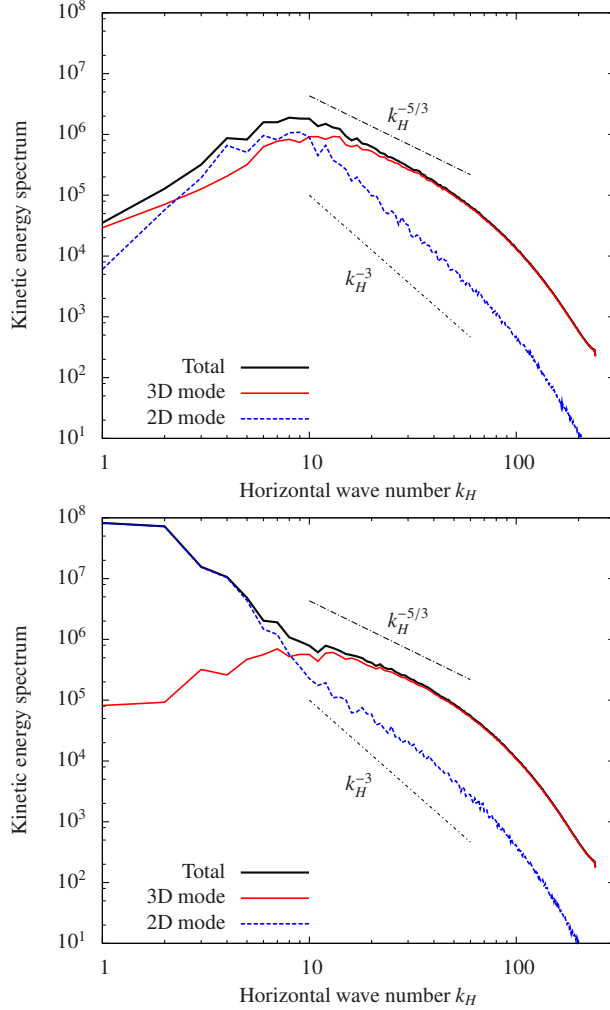 Kinetic energy spectrum
10^8
10^7
10^6
10^5
10^4
10^3
10^2
10^1
k_H^{-5/3}
k_H^{-3}
Total
3D mode
2D mode
1
10
100
Horizontal wave number k_H
Kinetic energy spectrum
10^8
10^7
10^6
10^5
10^4
10^3
10^2
10^1
k_H^{-5/3}
k_H^{-3}
Total
3D mode
2D mode
1
10
100
Horizontal wave number k_H